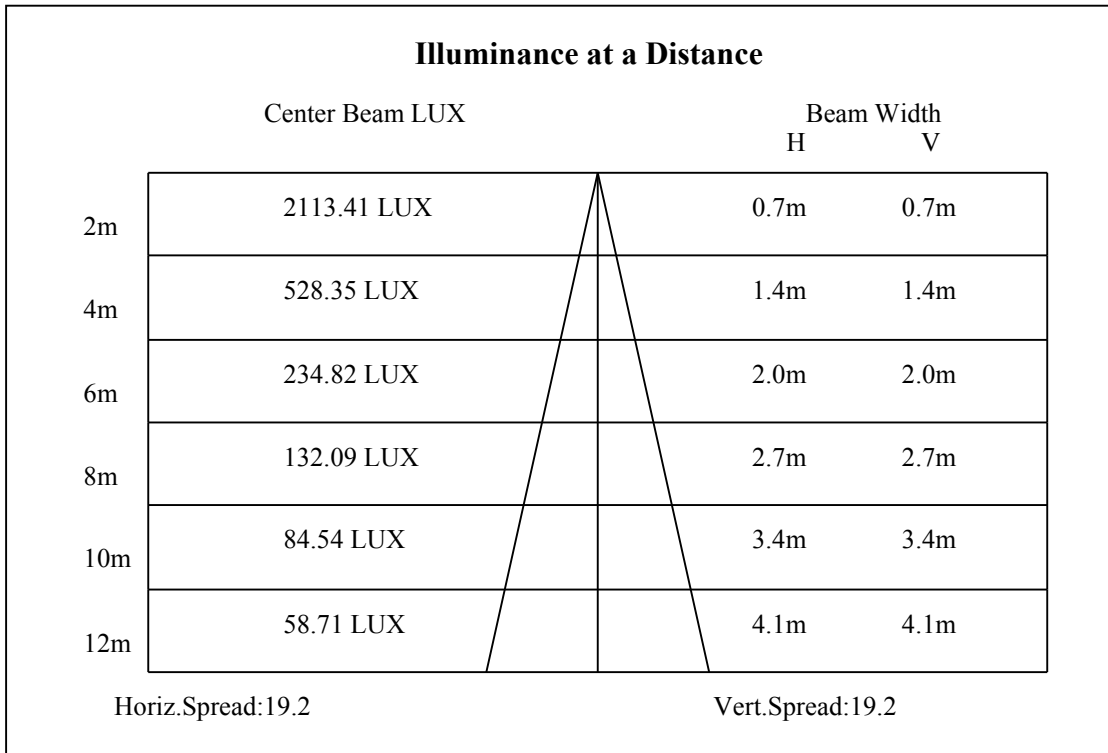 Illuminance at a Distance
Center Beam LUX Beam Width
H V
2m 2113.41 LUX 0.7m 0.7m
4m 528.35 LUX 1.4m 1.4m
6m 234.82 LUX 2.0m 2.0m
8m 132.09 LUX 2.7m 2.7m
10m 84.54 LUX 3.4m 3.4m
12m 58.71 LUX 4.1m 4.1m
Horiz.Spread:19.2 Vert.Spread:19.2